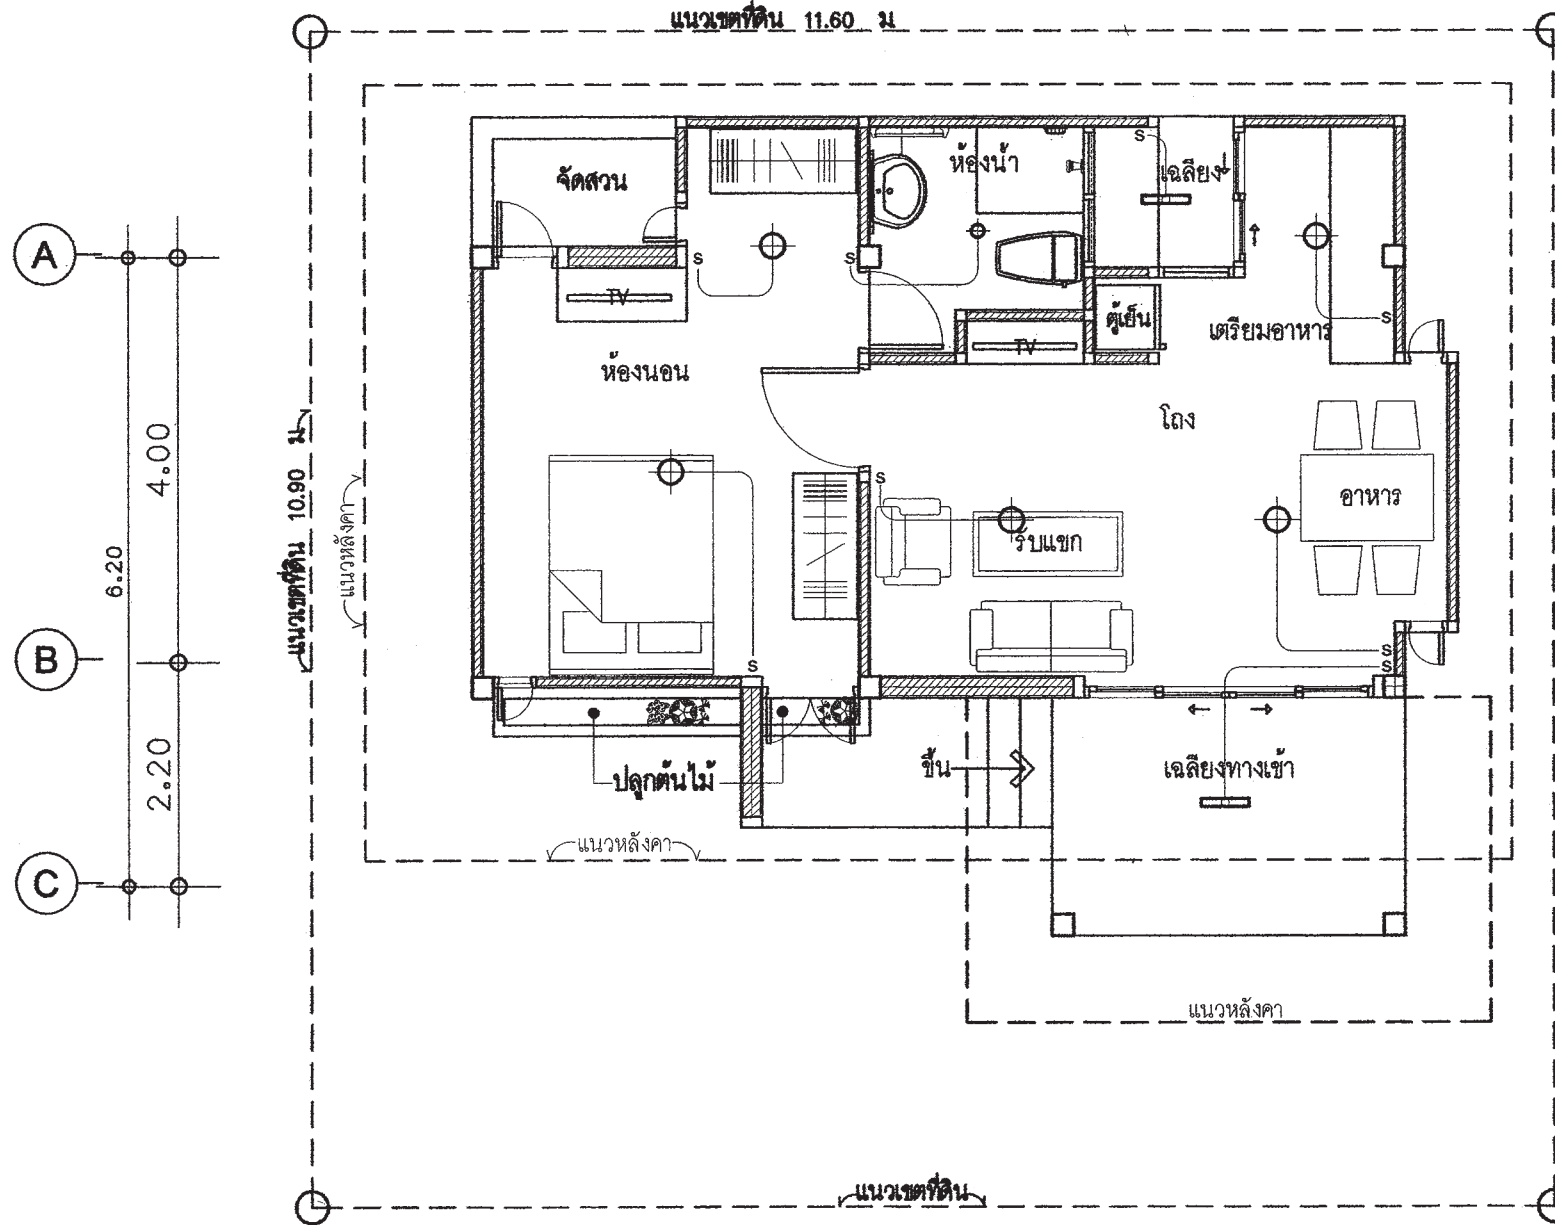 แนวเขตที่ดิน 11.60 ม
จัดสวน
ห้องน้ำ
S
เฉลียง
A
S
S
TV
ตู้เย็น
S
เตรียมอาหาร
TV
ห้องนอน
โถง
4.00
แนวเขตที่ดิน 10.90 ม
แนวหลังคา
S
อาหาร
รับแขก
6.20
B
S
S
S
2.20
ปลูกต้นไม้
ขึ้น
เฉลียงทางเข้า
แนวหลังคา
C
แนวหลังคา
แนวเขตที่ดิน